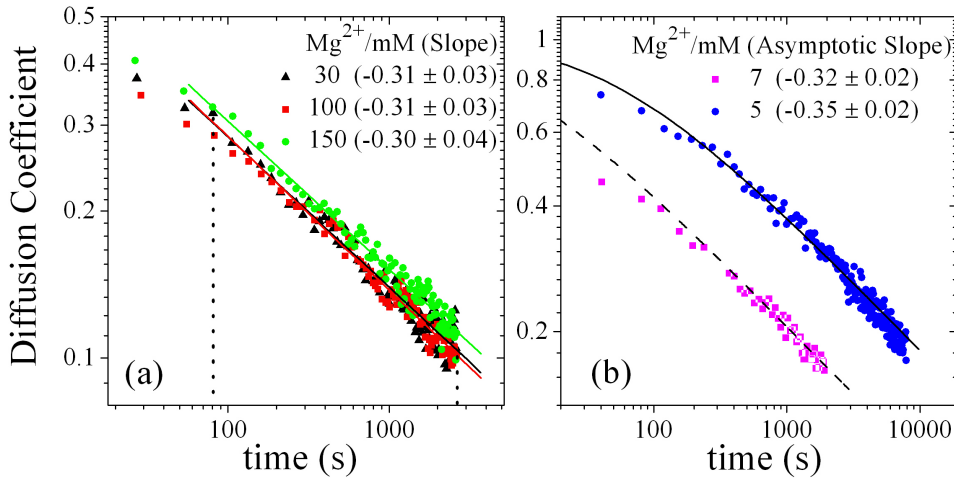 Diffusion Coefficient
0.5
0.4
0.3
0.2
0.1
Mg²⁺/mM (Slope)
30 (-0.31 ± 0.03)
100 (-0.31 ± 0.03)
150 (-0.30 ± 0.04)
(a)
100
1000
time (s)
1
0.8
0.6
0.4
0.2
Mg²⁺/mM (Asymptotic Slope)
7 (-0.32 ± 0.02)
5 (-0.35 ± 0.02)
(b)
100
1000
10000
time (s)